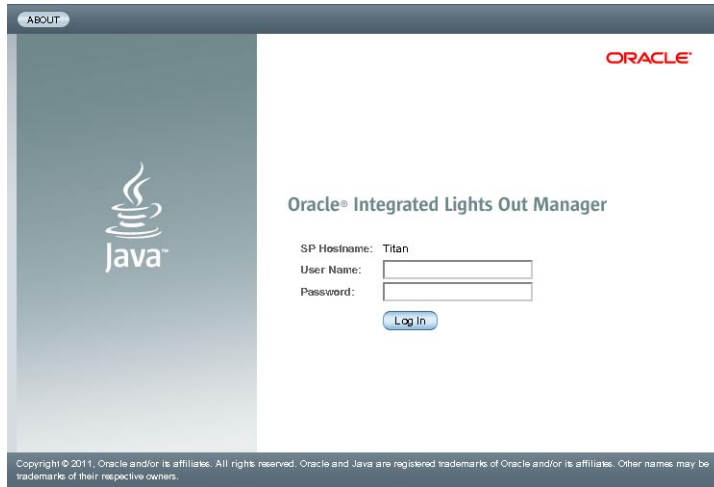 ABOUT
ORACLE®
Java™
Oracle® Integrated Lights Out Manager
SP Hostname: Titan
User Name:
Password:
Log In
Copyright © 2011, Oracle and/or its affiliates. All rights reserved. Oracle and Java are registered trademarks of Oracle and/or its affiliates. Other names may be
trademarks of their respective owners.